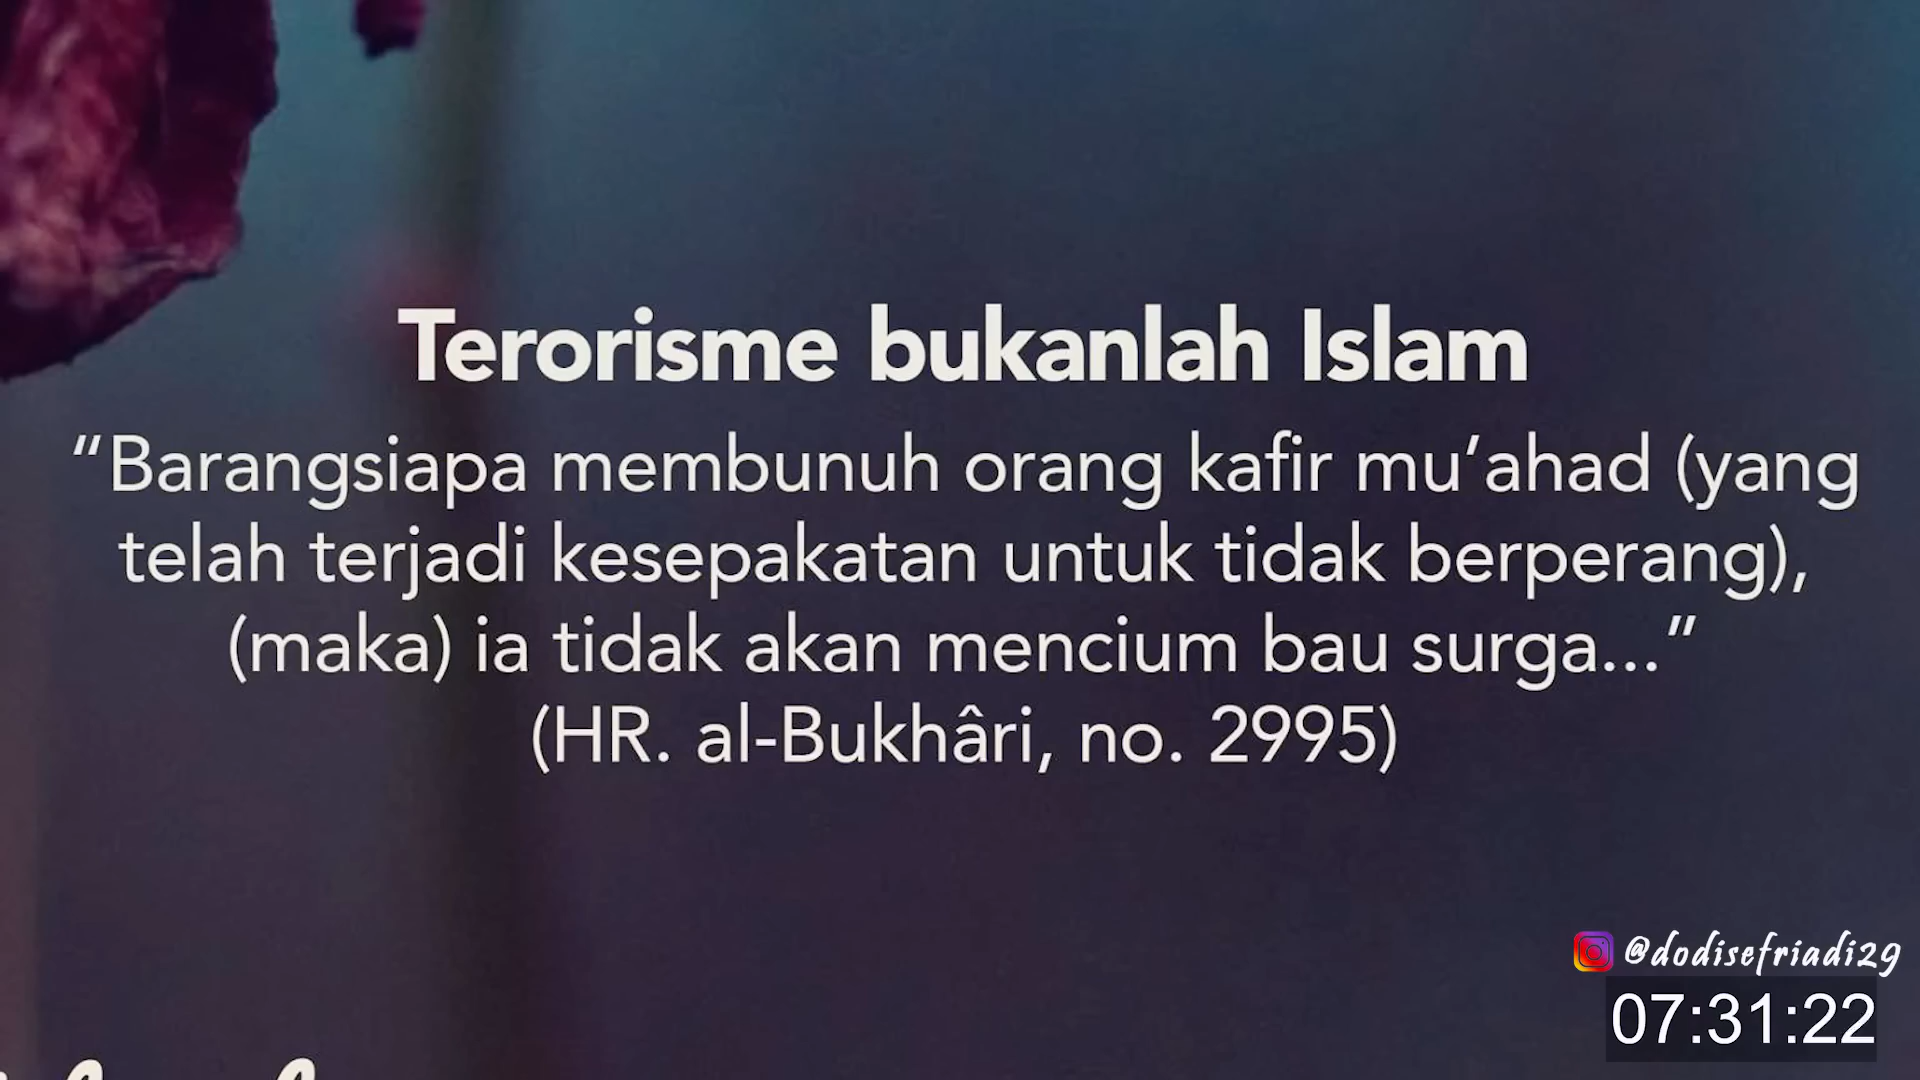 Terorisme bukanlah Islam
“Barangsiapa membunuh orang kafir mu’ahad (yang
telah terjadi kesepakatan untuk tidak berperang),
(maka) ia tidak akan mencium bau surga...”
(HR. al-Bukhâri, no. 2995)
@dodisefriadi29
07:31:22